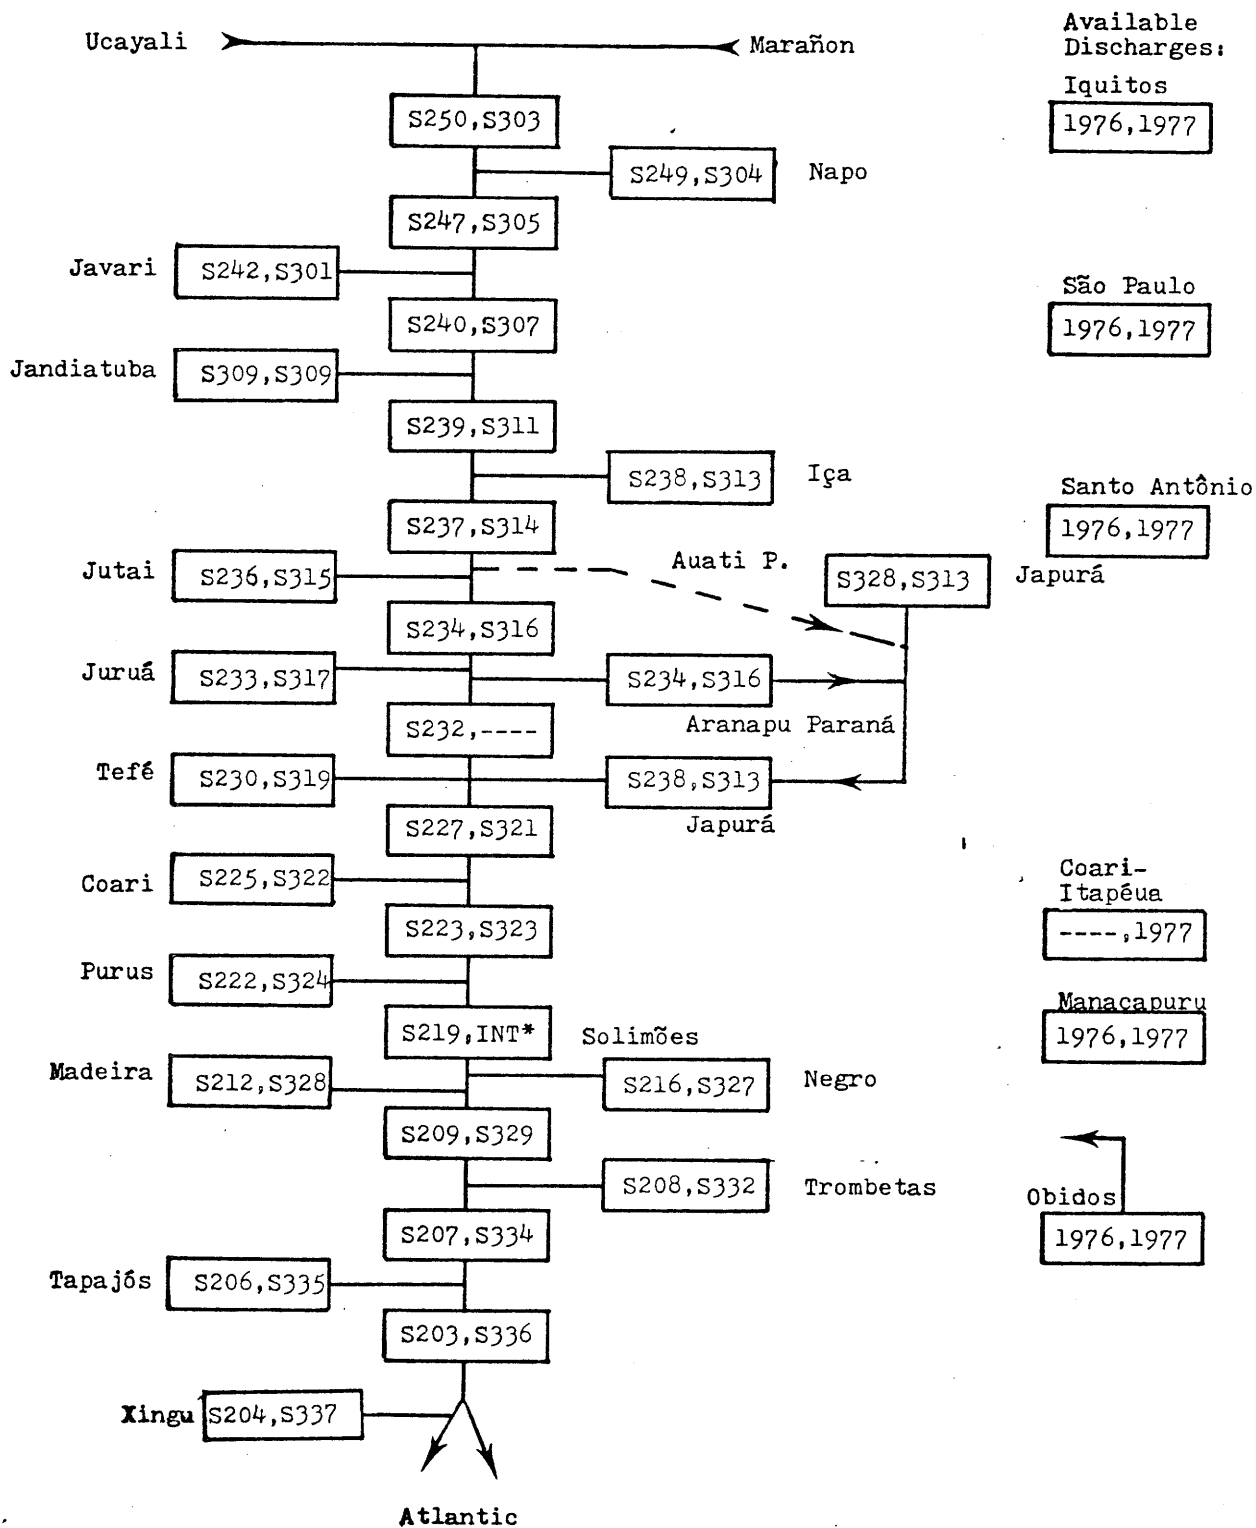 Ucayali
Marañon
Available
Discharges:
Iquitos
1976,1977
S250,S303
S249,S304
Napo
S247,S305
Javari
S242,S301
São Paulo
1976,1977
S240,S307
Jandiatuba
S309,S309
S239,S311
S238,S313
Iça
Santo Antônio
1976,1977
S237,S314
Jutai
S236,S315
Auati P.
S328,S313
Japurá
S234,S316
Juruá
S233,S317
S234,S316
Aranapu Paraná
S232,----
Tefé
S230,S319
S238,S313
Japurá
S227,S321
Coari
S225,S322
Coari-
Itapéua
----,1977
S223,S323
Purus
S222,S324
Manacapuru
1976,1977
S219,INT*
Solimões
Madeira
S212,S328
S216,S327
Negro
S209,S329
S208,S332
Trombetas
Obidos
1976,1977
S207,S334
Tapajós
S206,S335
S203,S336
Xingu
S204,S337
Atlantic